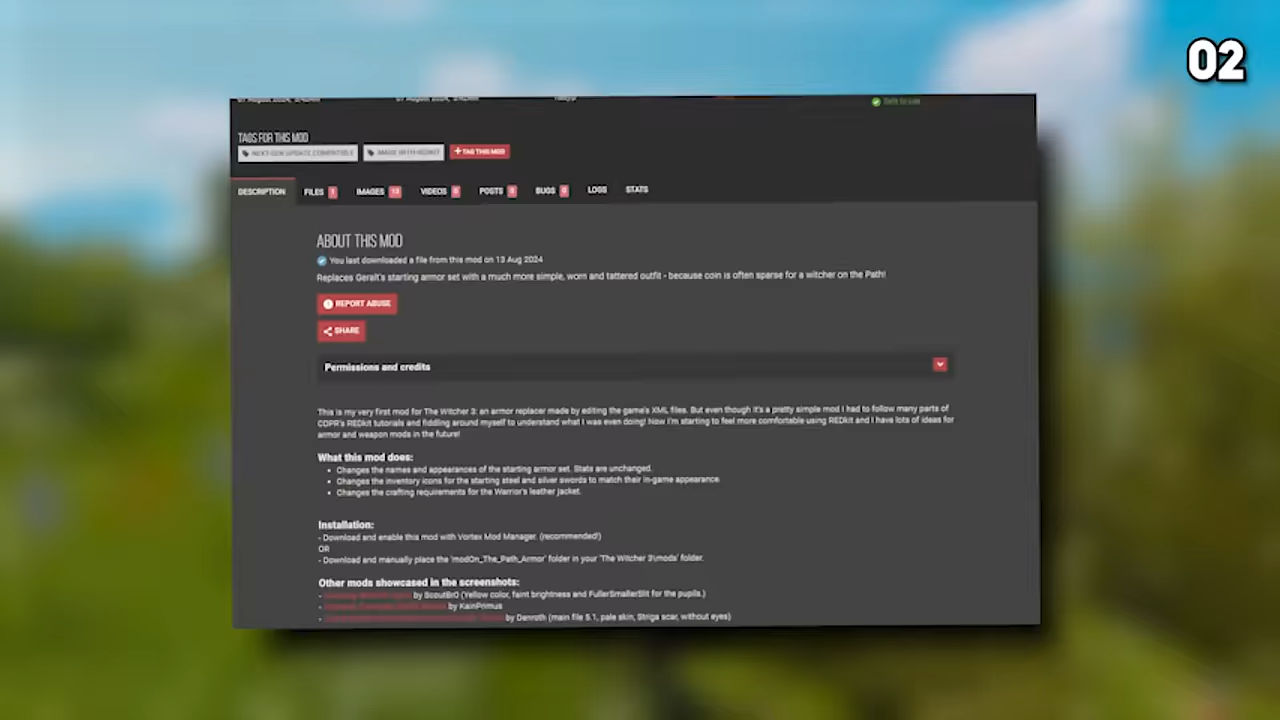 02
TAGS FOR THIS MOD
NEXT-GEN UPDATE COMPATIBLE MADE WITH REDKIT + TAG THIS MOD
DESCRIPTION FILES 1 IMAGES 13 VIDEOS 0 POSTS BUGS 0 LOGS STATS
ABOUT THIS MOD
You last downloaded a file from this mod on 13 Aug 2024
Replaces Geralt's starting armor set with a much more simple, worn and tattered outfit - because coin is often sparse for a witcher on the Path!
REPORT ABUSE
SHARE
Permissions and credits
This is my very first mod for The Witcher 3: an armor replacer made by editing the game's XML files. But even though it's a pretty simple mod I had to follow many parts of
CDPR's REDkit tutorials and fiddling around myself to understand what I was even doing! Now I'm starting to feel more comfortable using REDkit and I have lots of ideas for
armor and weapon mods in the future!
What this mod does:
• Changes the names and appearances of the starting armor set. Stats are unchanged.
• Changes the inventory icons for the starting steel and silver swords to match their in-game appearance
• Changes the crafting requirements for the Warrior's leather jacket.
Installation:
- Download and enable this mod with Vortex Mod Manager. (recommended!)
OR
- Download and manually place the 'modOn_The_Path_Armor' folder in your 'The Witcher 3\mods' folder.
Other mods showcased in the screenshots:
- by ScoutBr0 (Yellow color, faint brightness and FullerSmallerSlit for the pupils.)
- by KainPrimus
- by Denroth (main file 5.1, pale skin, Striga scar, without eyes)